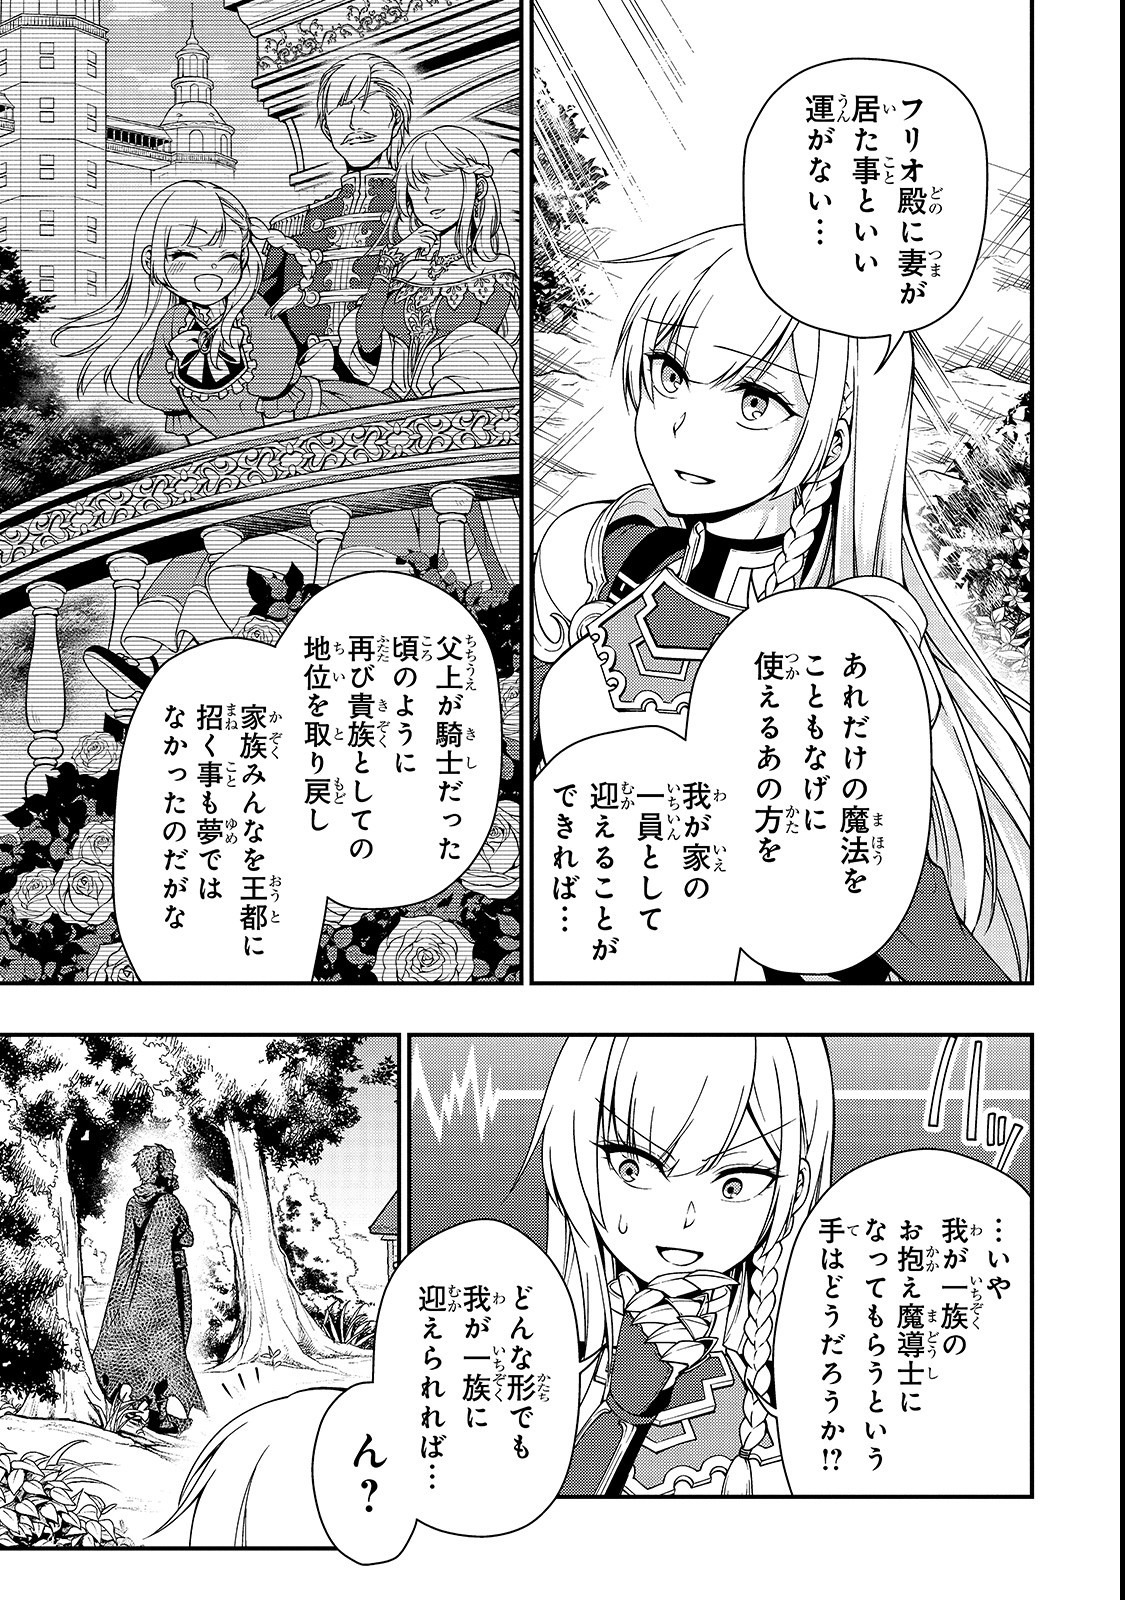 フリオ殿に妻が
居た事といい
運がない…
あれだけの魔法を
こともなげに
使えるあの方を
我が家の
一員として
迎えることが
できれば…
父上が騎士だった
頃のように
再び貴族としての
地位を取り戻し
家族みんなを王都に
招く事も夢では
なかったのだがな
…いや
我が一族の
お抱え魔導士に
なってもらうという
手はどうだろうか!?
どんな形でも
我が一族に
迎えられれば…
ん?